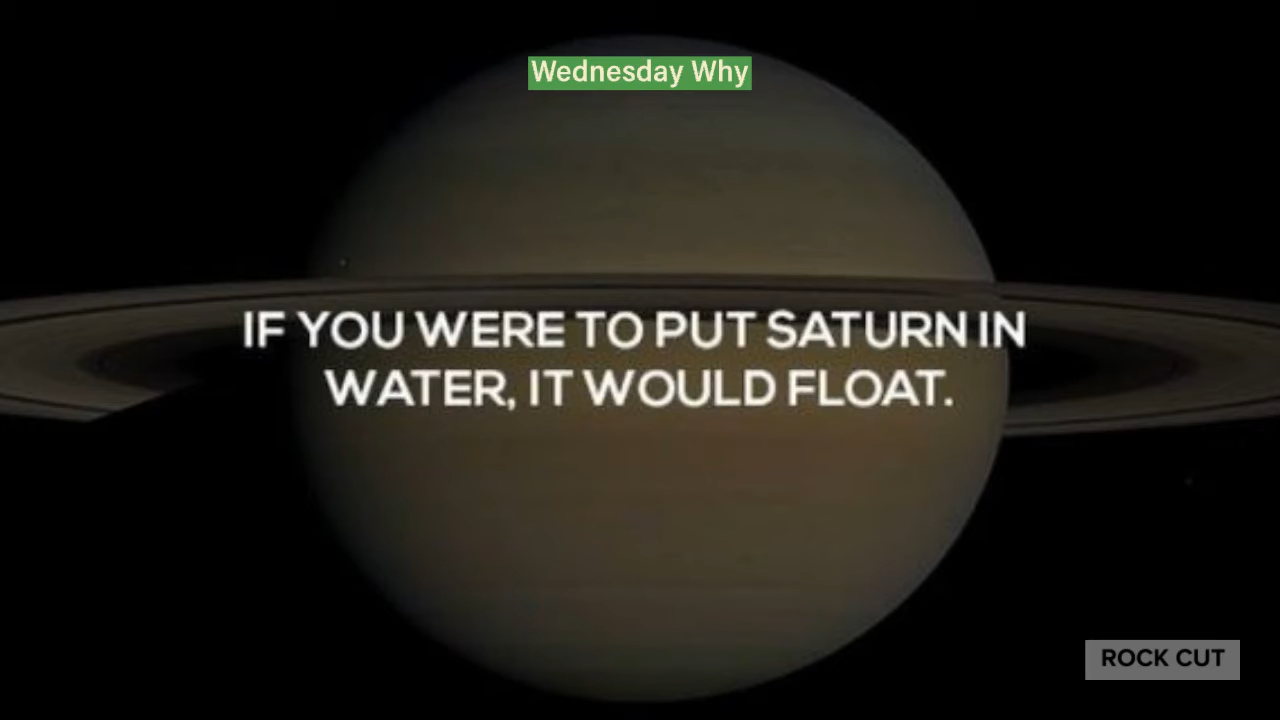 Wednesday Why
IF YOU WERE TO PUT SATURN IN
WATER, IT WOULD FLOAT.
ROCK CUT